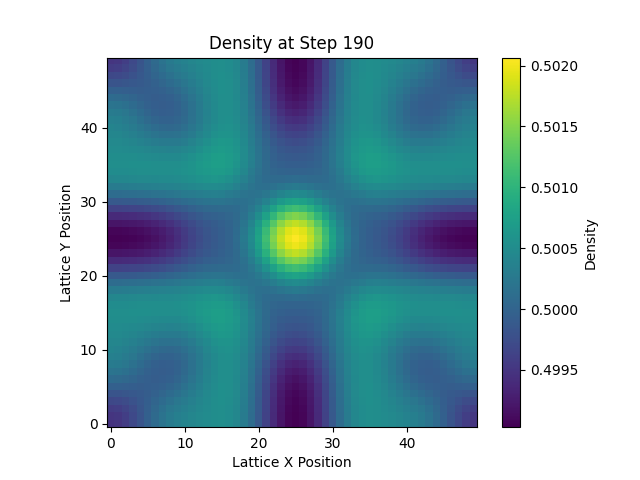 Density at Step 190
Lattice Y Position
40
30
20
10
0
0 10 20 30 40
Lattice X Position
0.5020
0.5015
0.5010
0.5005
0.5000
0.4995
Density